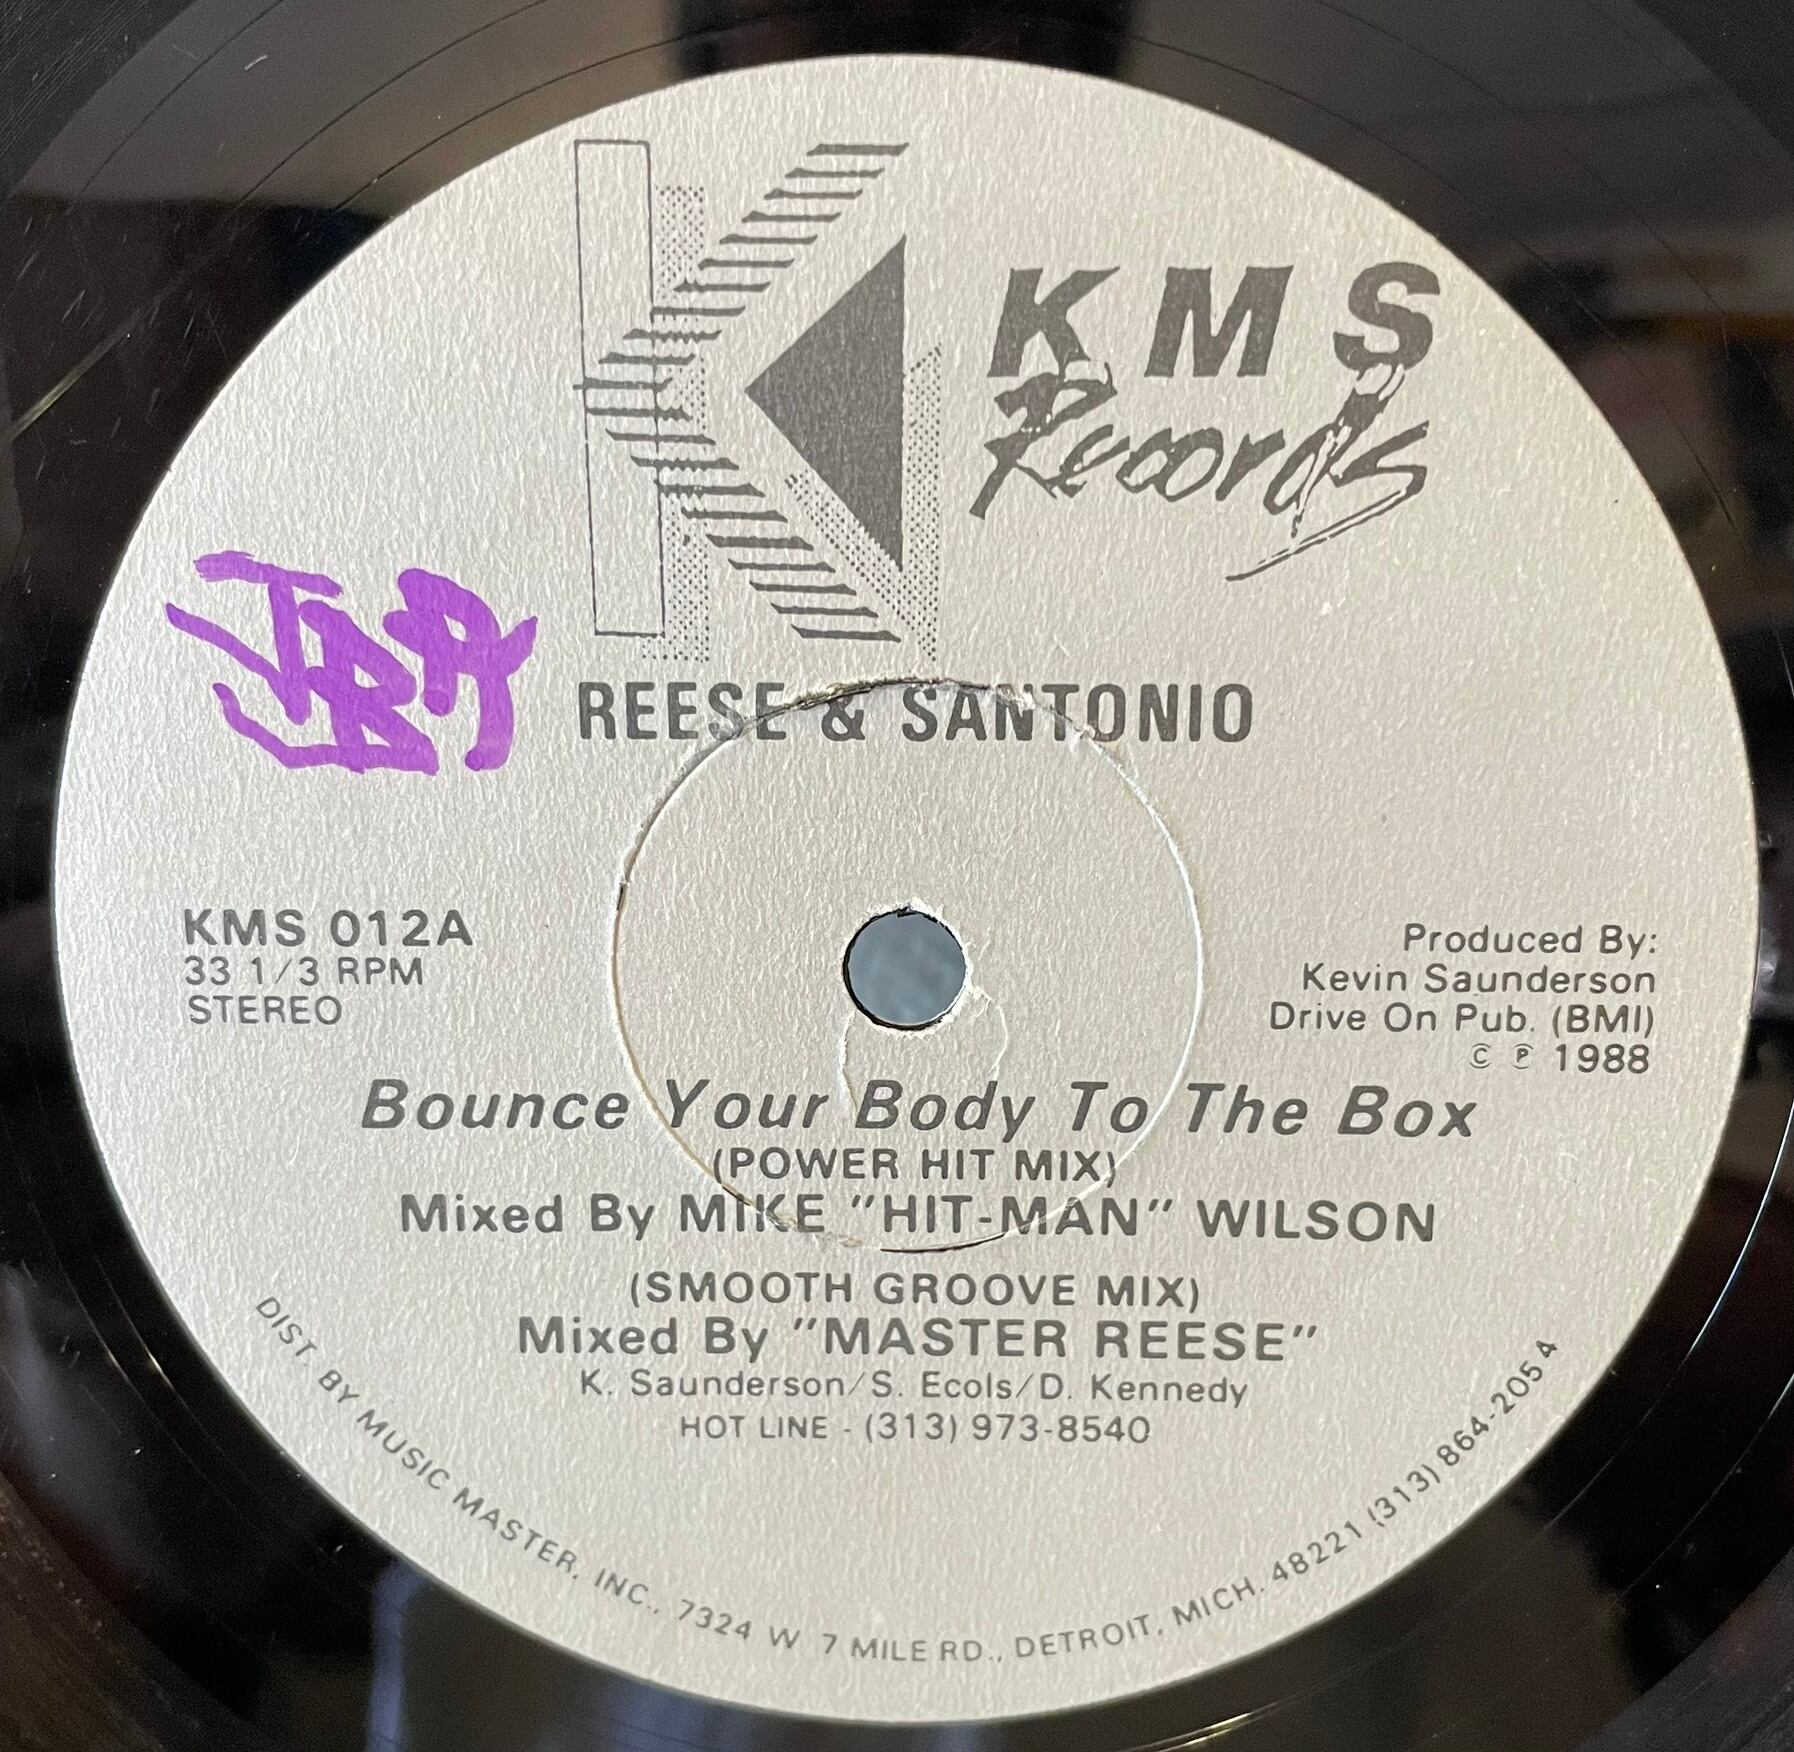 KMS
Records
JBR
REESE & SANTONIO
KMS 012A
33 1/3 RPM
STEREO
Produced By:
Kevin Saunderson
Drive On Pub. (BMI)
© ℗ 1988
Bounce Your Body To The Box
(POWER HIT MIX)
Mixed By MIKE "HIT-MAN" WILSON
(SMOOTH GROOVE MIX)
Mixed By "MASTER REESE"
K. Saunderson/S. Ecols/D. Kennedy
HOT LINE - (313) 973-8540
DIST. BY MUSIC MASTER, INC., 7324 W 7 MILE RD., DETROIT, MICH. 48221 (313) 864-2054